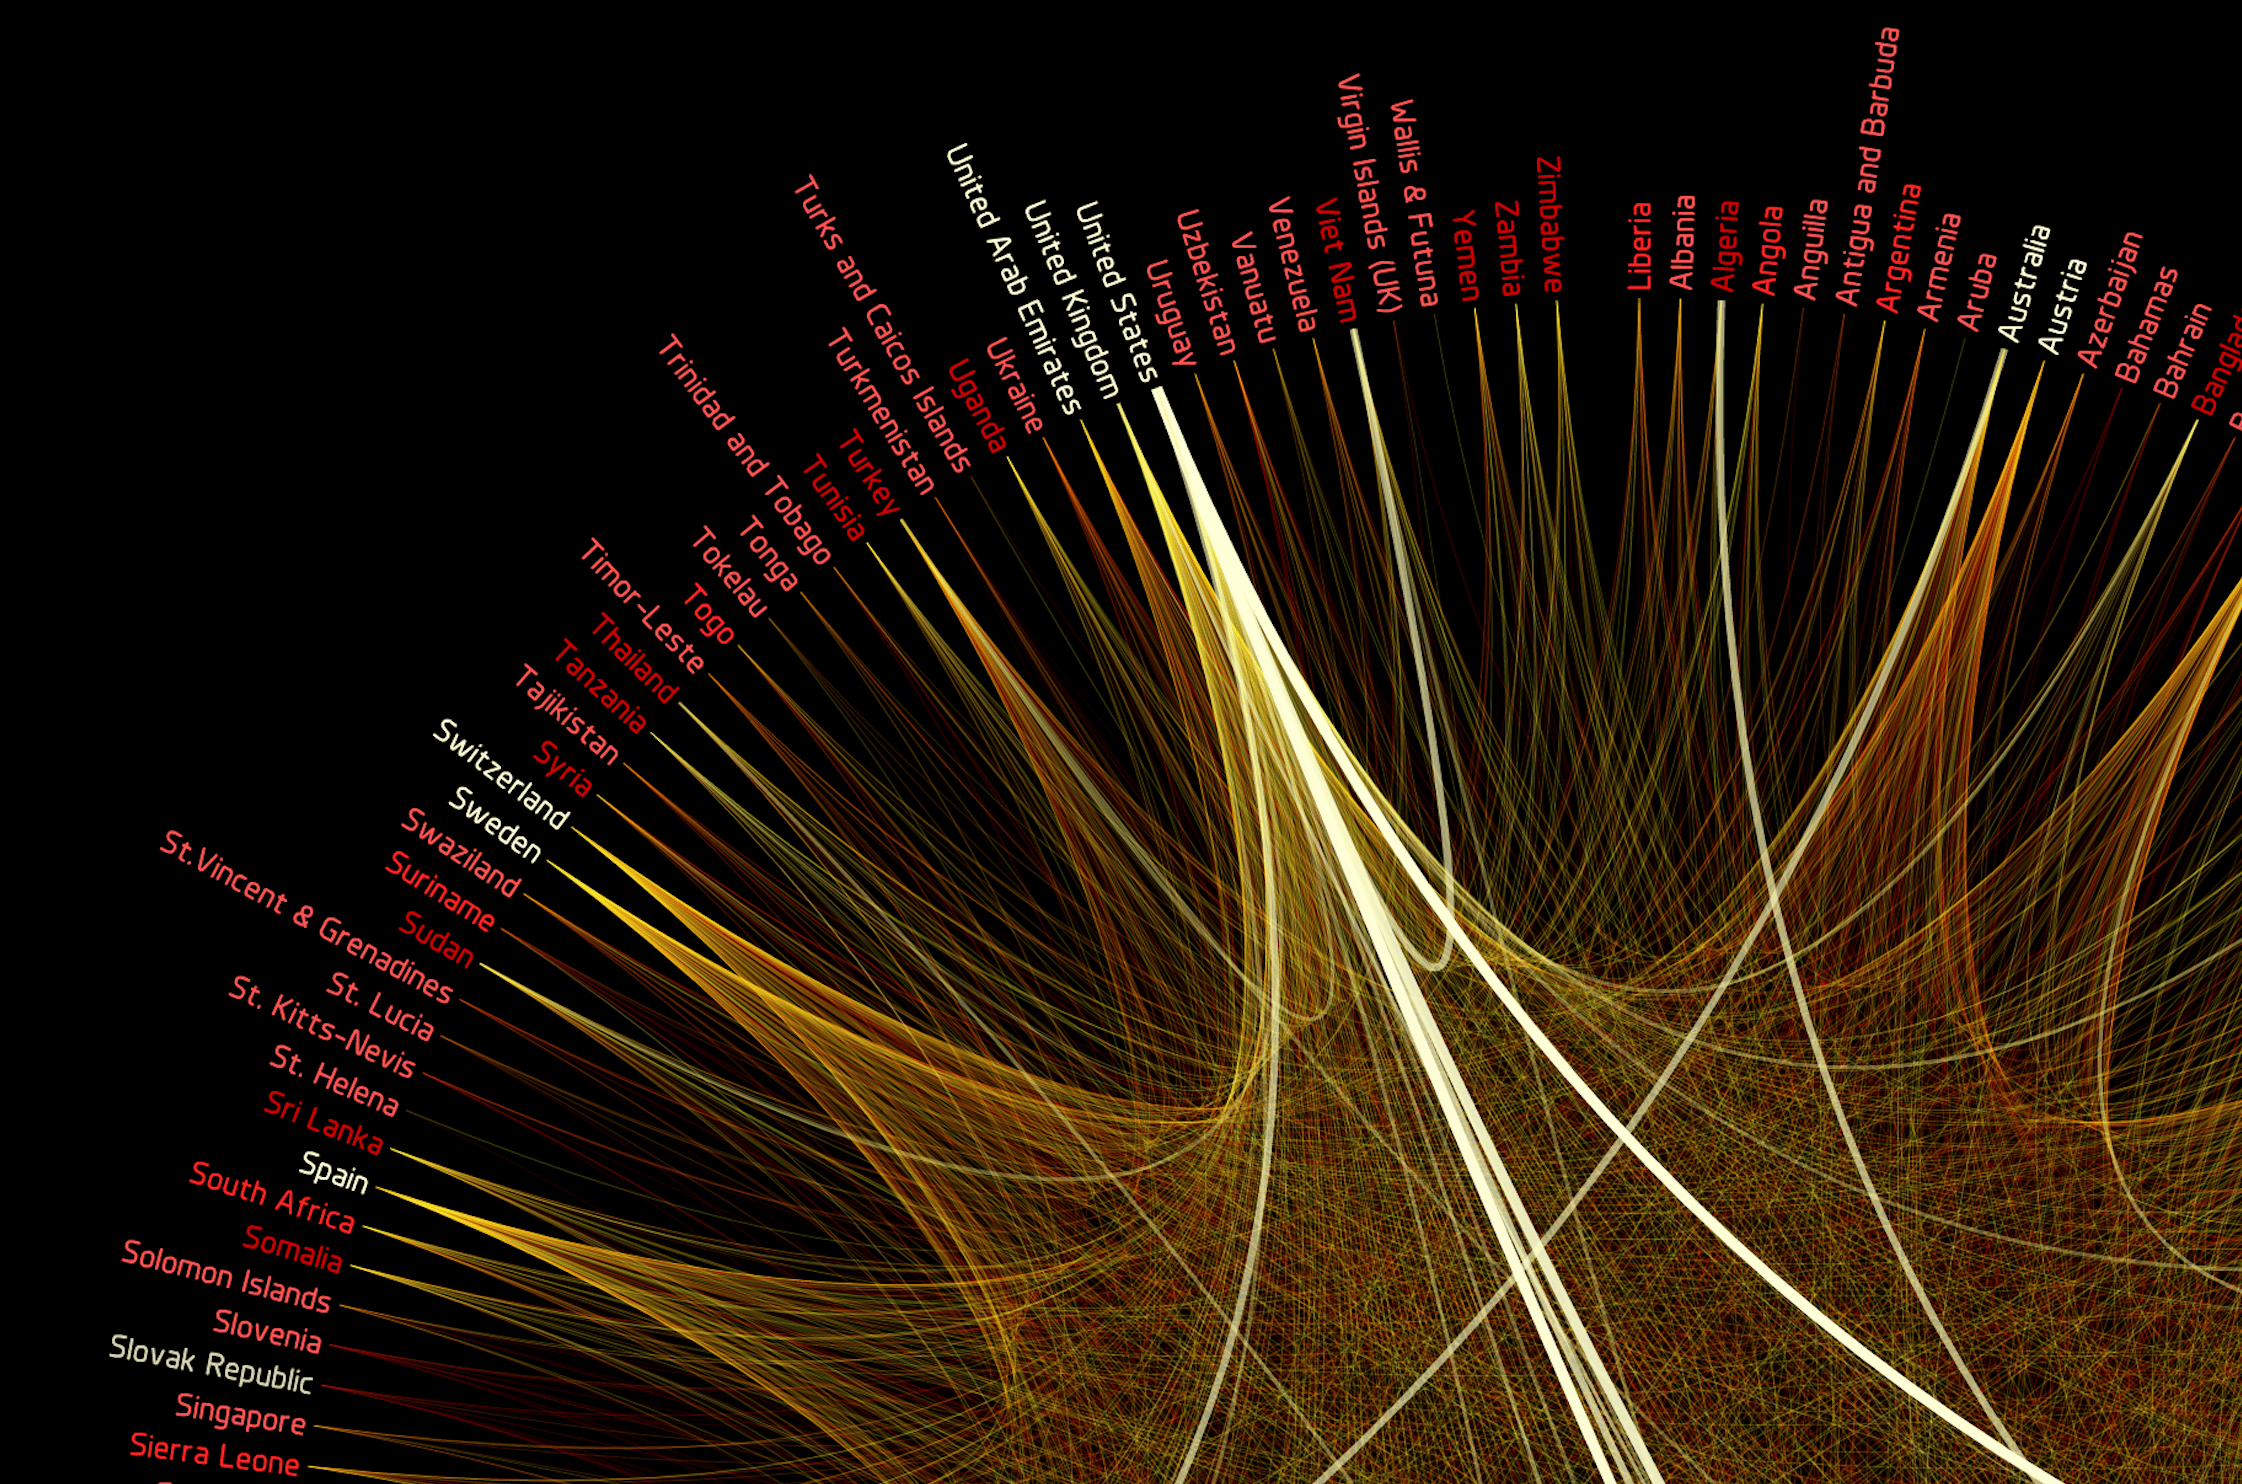 Sierra Leone
Singapore
Slovak Republic
Slovenia
Solomon Islands
Somalia
South Africa
Spain
Sri Lanka
St. Helena
St. Kitts-Nevis
St. Lucia
St.Vincent & Grenadines
Sudan
Suriname
Swaziland
Sweden
Switzerland
Syria
Tajikistan
Tanzania
Thailand
Timor-Leste
Togo
Tokelau
Tonga
Trinidad and Tobago
Tunisia
Turkey
Turkmenistan
Turks and Caicos Islands
Uganda
Ukraine
United Arab Emirates
United Kingdom
United States
Uruguay
Uzbekistan
Vanuatu
Venezuela
Viet Nam
Virgin Islands (UK)
Wallis & Futuna
Yemen
Zambia
Zimbabwe
Liberia
Albania
Algeria
Angola
Anguilla
Antigua and Barbuda
Argentina
Armenia
Aruba
Australia
Austria
Azerbaijan
Bahamas
Bahrain